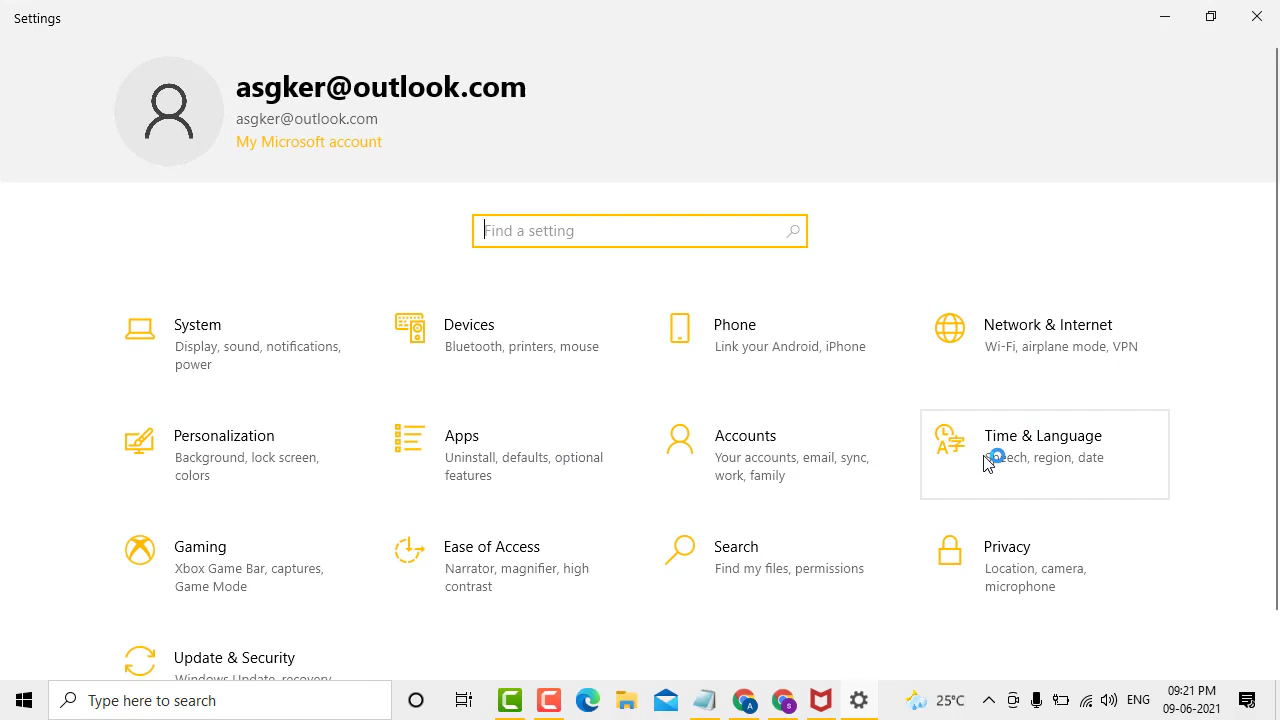 Settings
asgker@outlook.com
asgker@outlook.com
My Microsoft account
Find a setting
System
Display, sound, notifications,
power
Devices
Bluetooth, printers, mouse
Phone
Link your Android, iPhone
Network & Internet
Wi-Fi, airplane mode, VPN
Personalization
Background, lock screen,
colors
Apps
Uninstall, defaults, optional
features
Accounts
Your accounts, email, sync,
work, family
Time & Language
Speech, region, date
Gaming
Xbox Game Bar, captures,
Game Mode
Ease of Access
Narrator, magnifier, high
contrast
Search
Find my files, permissions
Privacy
Location, camera,
microphone
Update & Security
Windows Update, recovery
Type here to search
25°C
ENG
09:21 PM
09-06-2021